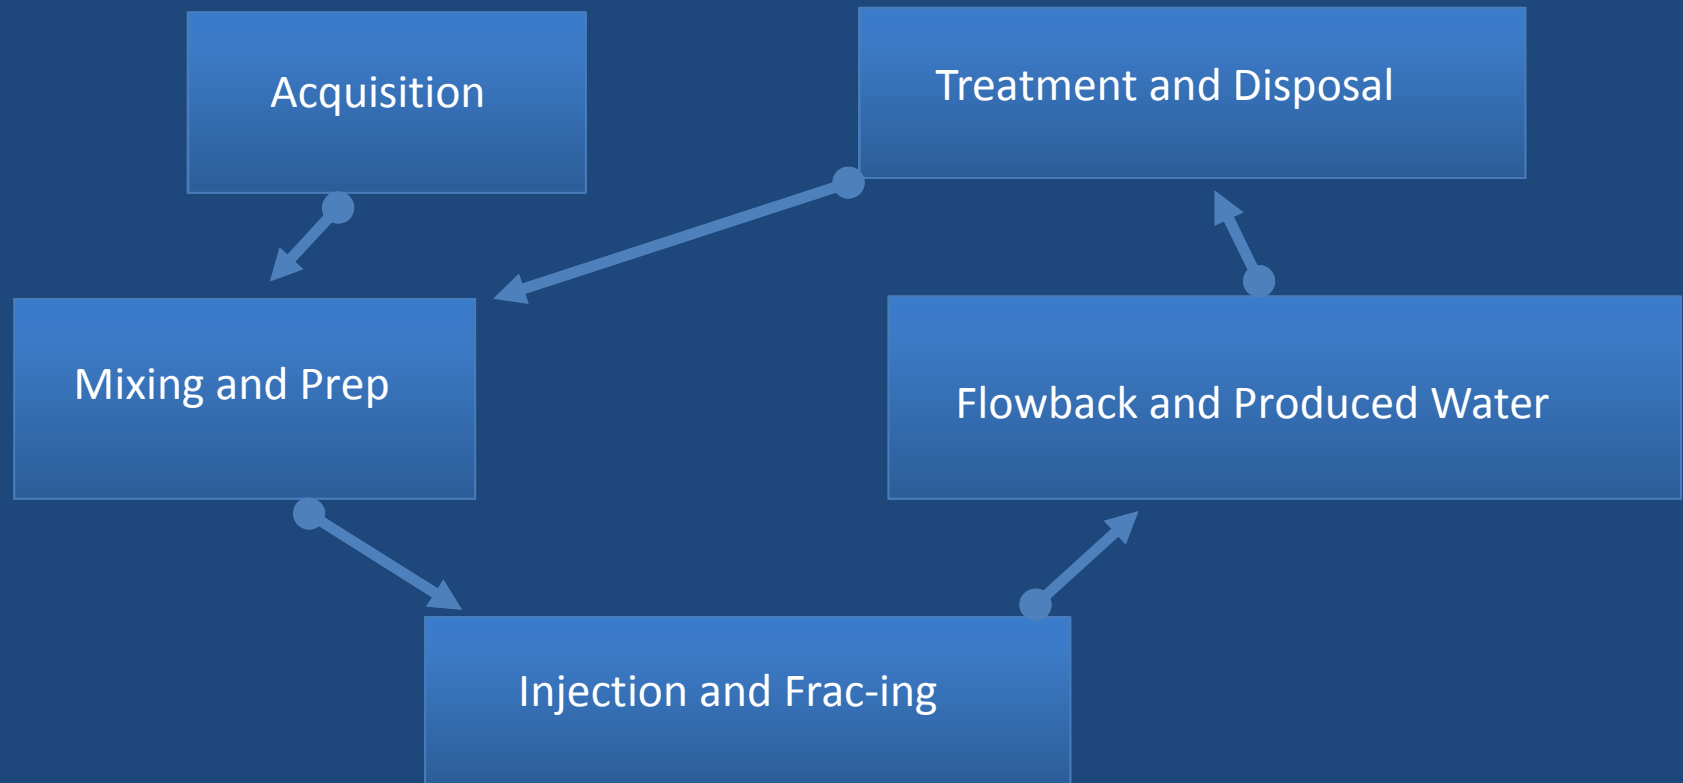 Acquisition
Treatment and Disposal
Mixing and Prep
Flowback and Produced Water
Injection and Frac-ing